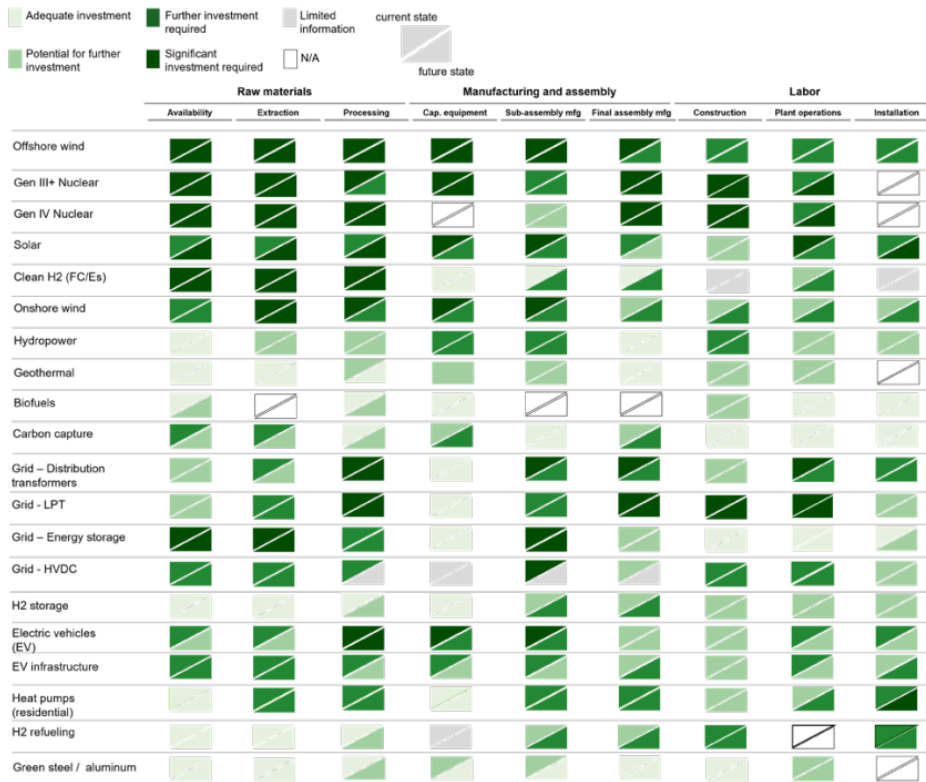 Adequate investment
Further investment
required
Limited
information
current state
Potential for further
investment
Significant
investment required
N/A
future state
Raw materials
Manufacturing and assembly
Labor
Availability
Extraction
Processing
Cap. equipment
Sub-assembly mfg
Final assembly mfg
Construction
Plant operations
Installation
Offshore wind
Gen III+ Nuclear
Gen IV Nuclear
Solar
Clean H2 (FC/Es)
Onshore wind
Hydropower
Geothermal
Biofuels
Carbon capture
Grid – Distribution
transformers
Grid - LPT
Grid – Energy storage
Grid - HVDC
H2 storage
Electric vehicles
(EV)
EV infrastructure
Heat pumps
(residential)
H2 refueling
Green steel / aluminum